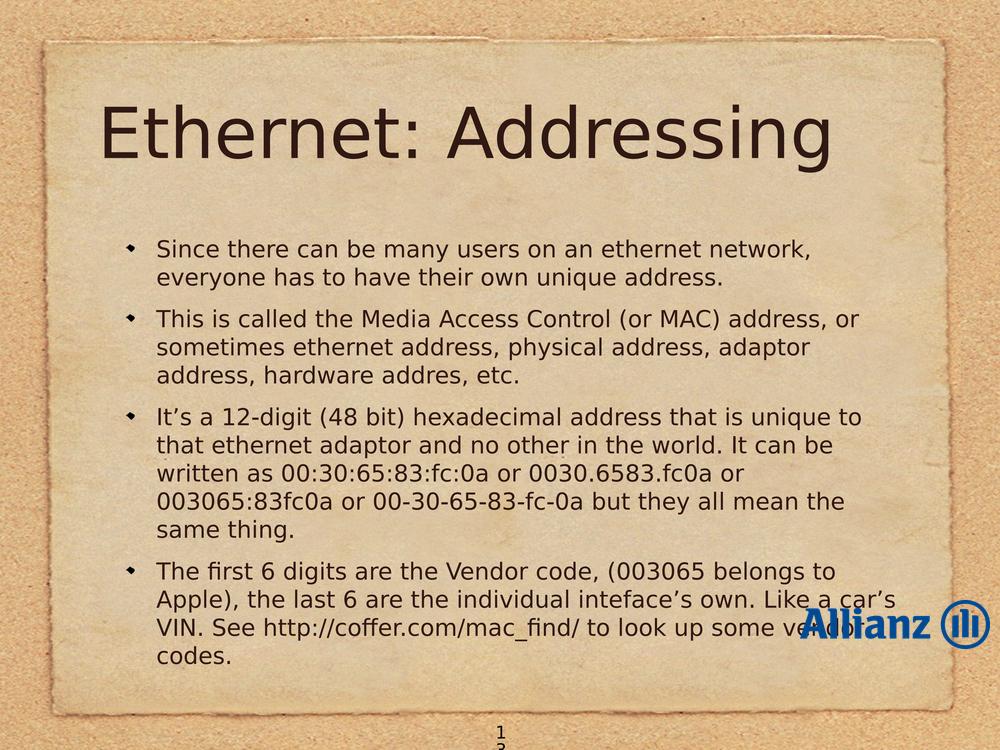 Ethernet: Addressing
Since there can be many users on an ethernet network,
everyone has to have their own unique address.
This is called the Media Access Control (or MAC) address, or
sometimes ethernet address, physical address, adaptor
address, hardware addres, etc.
It’s a 12-digit (48 bit) hexadecimal address that is unique to
that ethernet adaptor and no other in the world. It can be
written as 00:30:65:83:fc:0a or 0030.6583.fc0a or
003065:83fc0a or 00-30-65-83-fc-0a but they all mean the
same thing.
The first 6 digits are the Vendor code, (003065 belongs to
Apple), the last 6 are the individual inteface’s own. Like a car’s
VIN. See http://coffer.com/mac_find/ to look up some vendor
codes.
Allianz
1
3